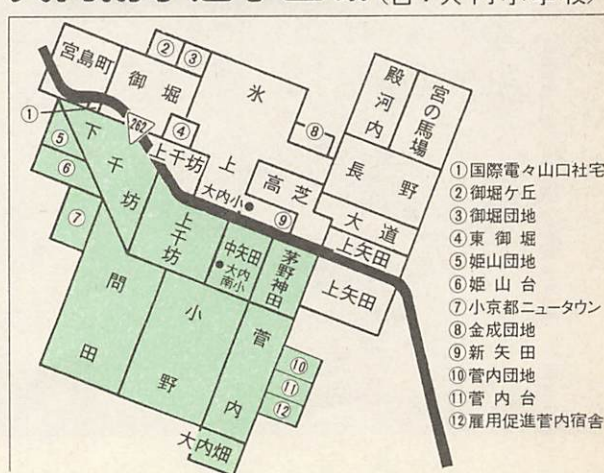 宮島町
御堀
②
③
氷上
殿河内
宮の馬場
①
262
④
⑧
長野
下千坊
上千坊
高芝
大内小
⑤
⑥
⑨
大道
上矢田
⑦
上千坊
中矢田
大内南小
茅野神田
上矢田
問田
小野
菅内
⑩
⑪
⑫
大内畑
①国際電々山口社宅
②御堀ケ丘
③御堀団地
④東御堀
⑤姫山団地
⑥姫山台
⑦小京都ニュータウン
⑧金成団地
⑨新矢田
⑩菅内団地
⑪菅内台
⑫雇用促進菅内宿舎